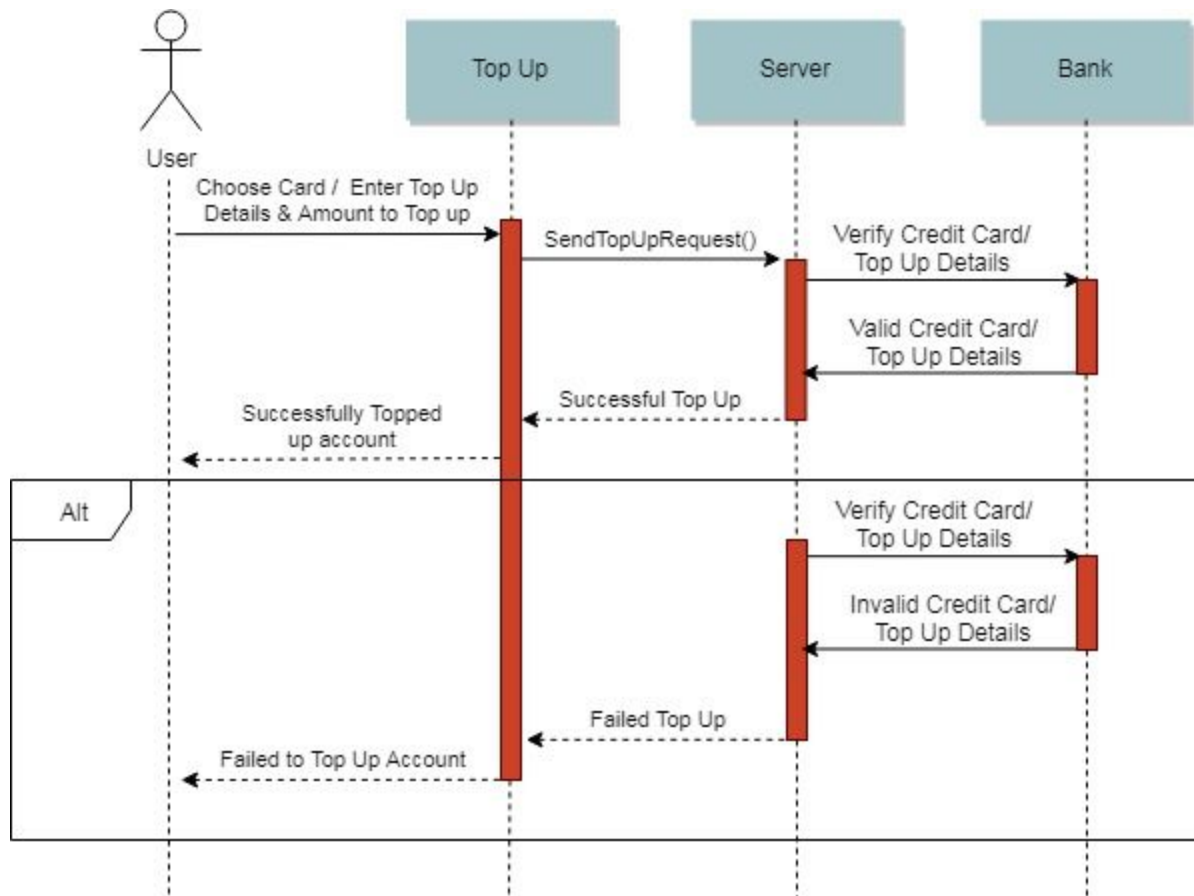 Top Up
Server
Bank
User
Choose Card / Enter Top Up
Details & Amount to Top up
SendTopUpRequest()
Verify Credit Card/
Top Up Details
Valid Credit Card/
Top Up Details
Successful Top Up
Successfully Topped
up account
Alt
Verify Credit Card/
Top Up Details
Invalid Credit Card/
Top Up Details
Failed Top Up
Failed to Top Up Account